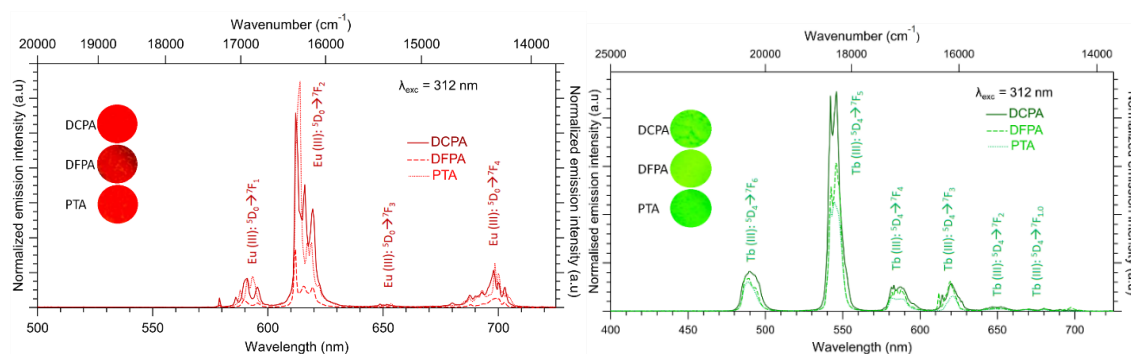 Wavenumber (cm⁻¹)
20000 19000 18000 17000 16000 15000 14000
Normalized emission intensity (a.u)
DCPA
DFPA
PTA
Eu (III): ⁵D₀→⁷F₁
Eu (III): ⁵D₀→⁷F₂
Eu (III): ⁵D₀→⁷F₃
Eu (III): ⁵D₀→⁷F₄
λexc = 312 nm
DCPA
DFPA
PTA
Normalized emission intensity (a.u)
500 550 600 650 700
Wavelength (nm)
Wavenumber (cm⁻¹)
25000 20000 18000 16000 14000
Normalised emission intensity (a.u)
DCPA
DFPA
PTA
Tb (III): ⁵D₄→⁷F₆
Tb (III): ⁵D₄→⁷F₅
Tb (III): ⁵D₄→⁷F₄
Tb (III): ⁵D₄→⁷F₃
Tb (III): ⁵D₄→⁷F₂
Tb (III): ⁵D₄→⁷F₁,₀
λexc = 312 nm
DCPA
DFPA
PTA
400 450 500 550 600 650 700
Wavelength (nm)